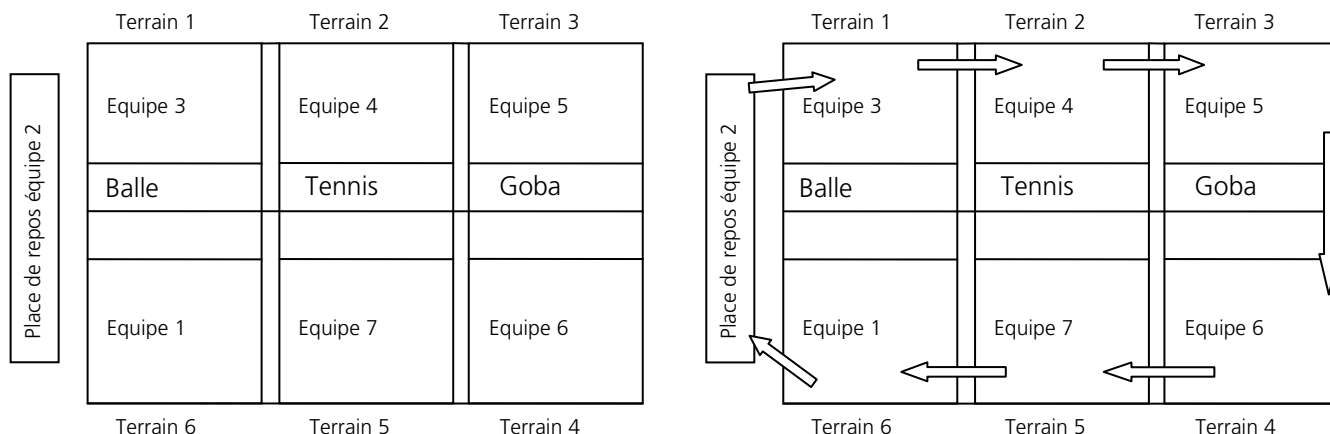 Terrain 1 Terrain 2 Terrain 3
Equipe 3 Equipe 4 Equipe 5
Place de repos équipe 2
Balle Tennis Goba
Equipe 1 Equipe 7 Equipe 6
Terrain 6 Terrain 5 Terrain 4
Terrain 1 Terrain 2 Terrain 3
Equipe 3 Equipe 4 Equipe 5
Place de repos équipe 2
Balle Tennis Goba
Equipe 1 Equipe 7 Equipe 6
Terrain 6 Terrain 5 Terrain 4